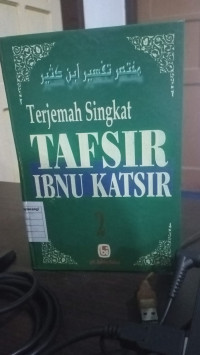 مختصر تفسير ابن كثير
Terjemah Singkat
TAFSIR
IBNU KATSIR
2